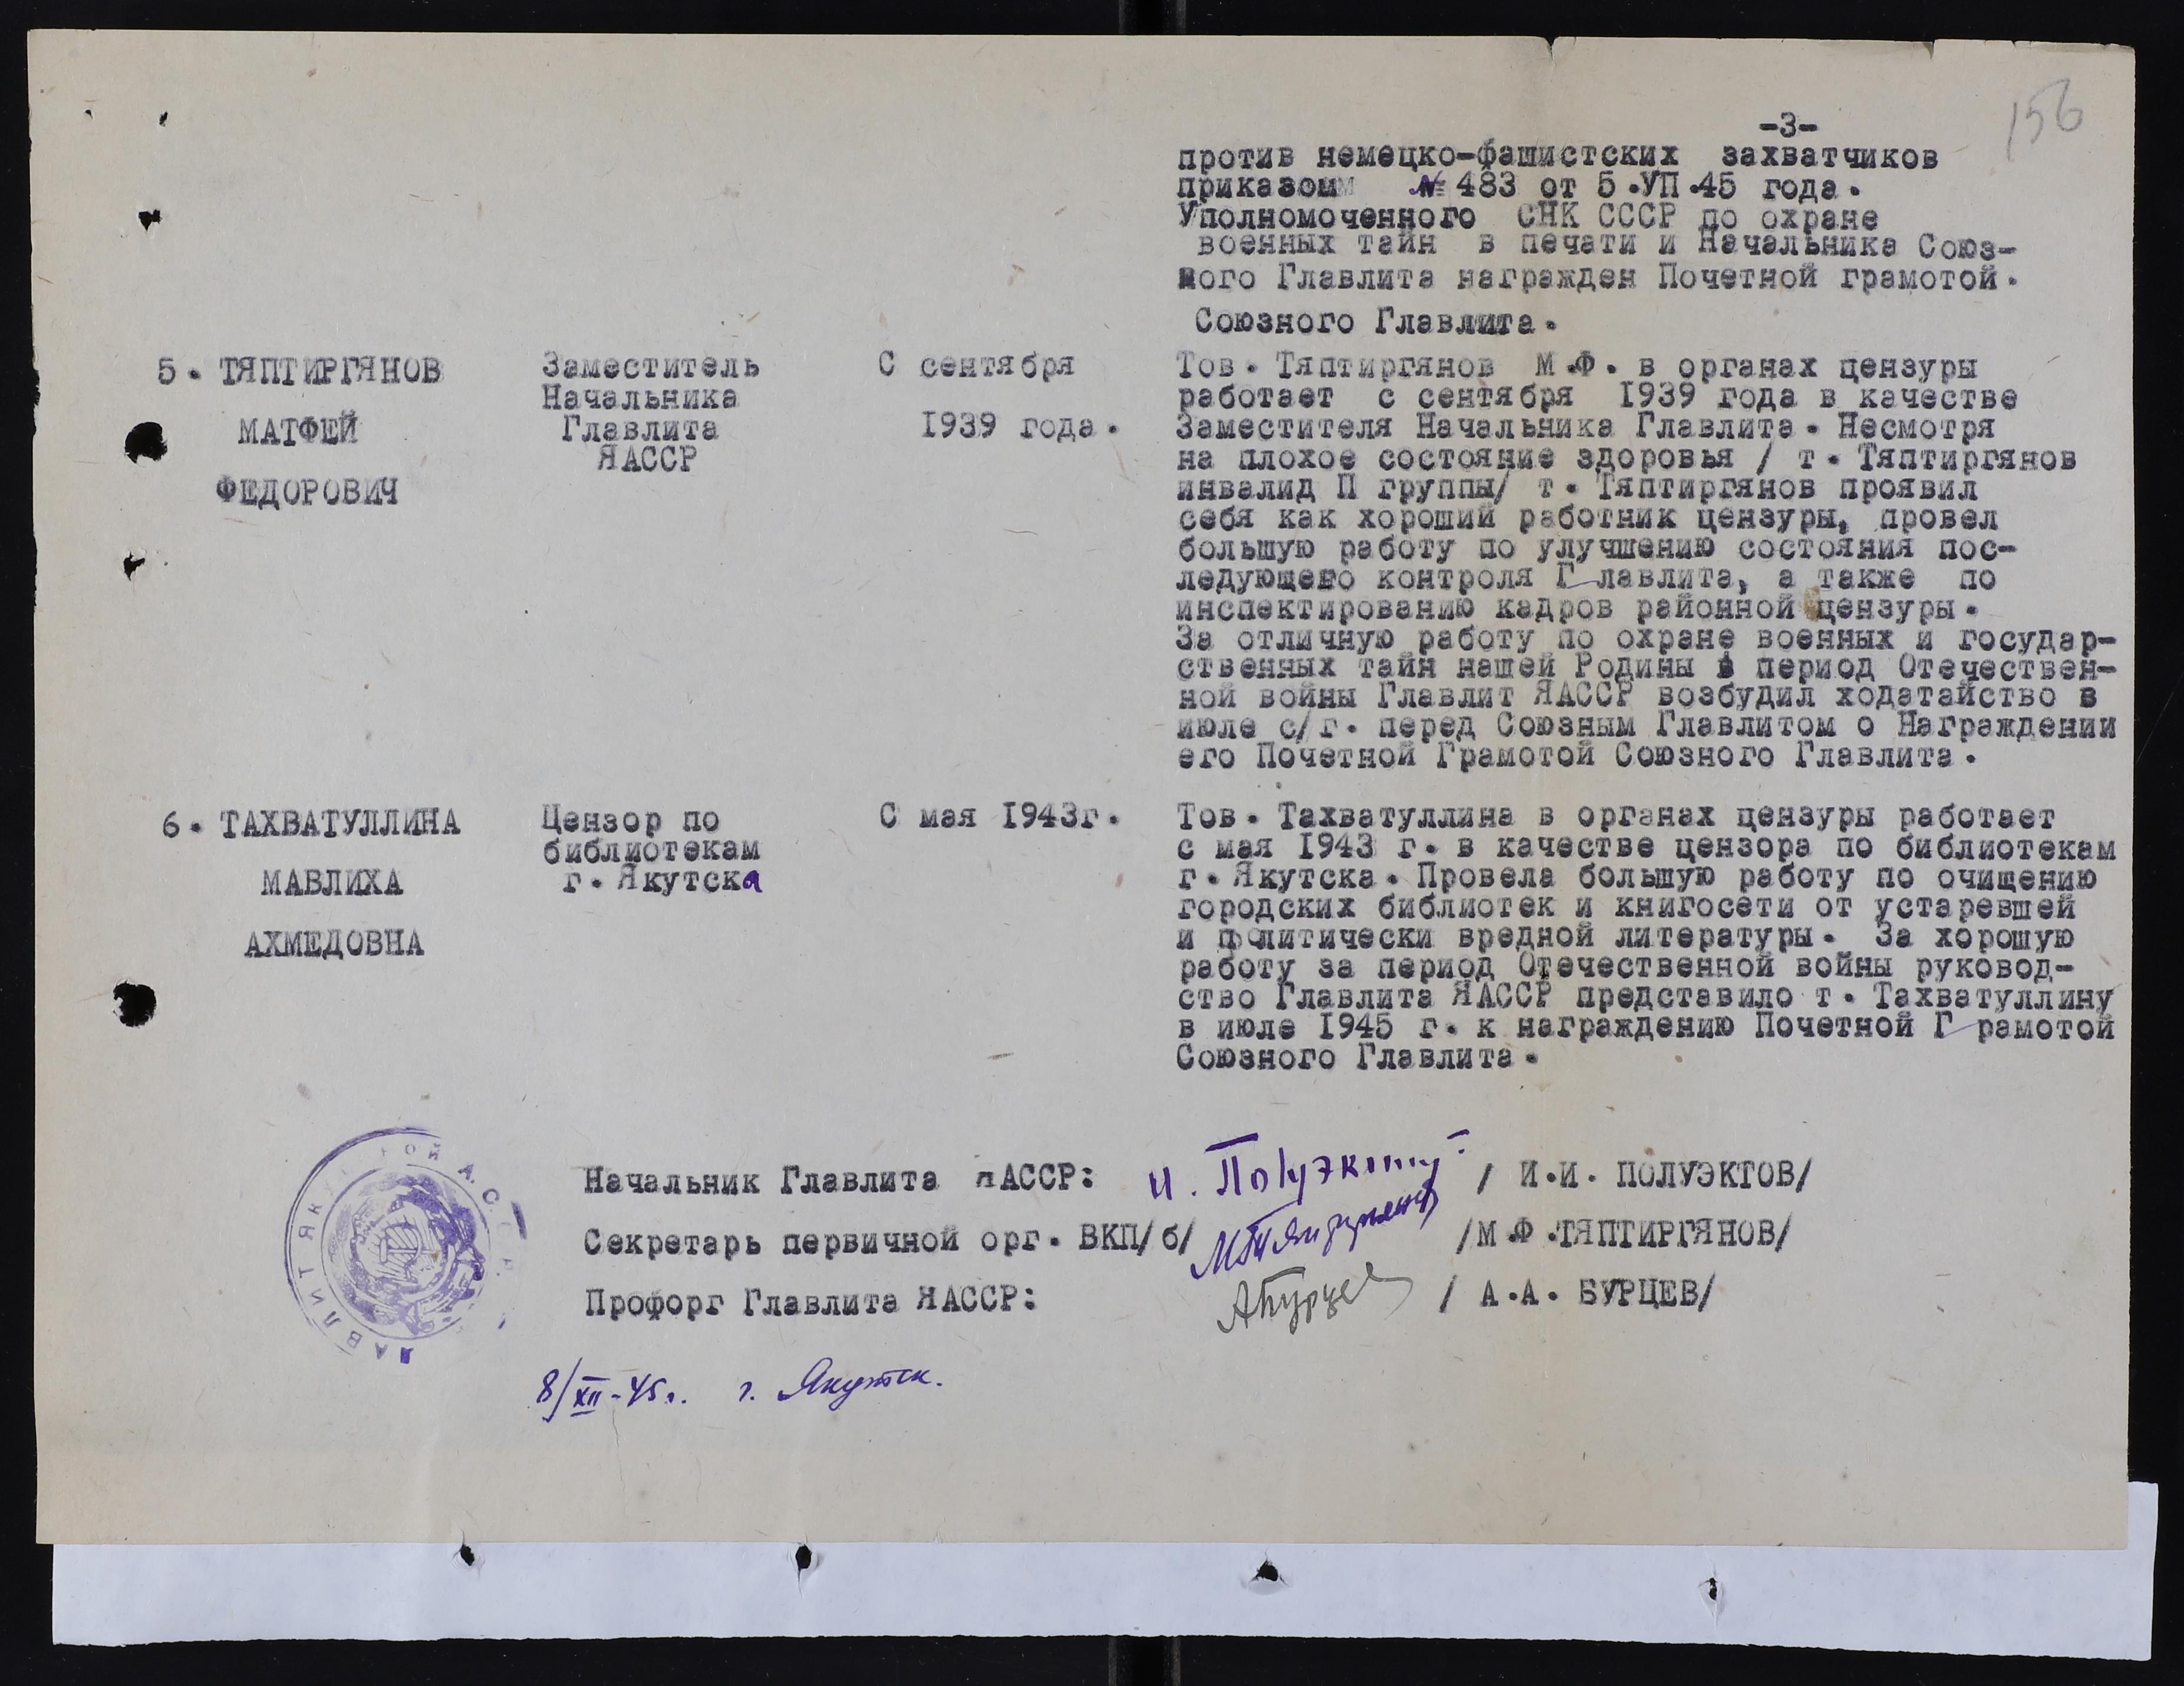 156
-3-
против немецко-фашистских захватчиков
приказом № 483 от 5.УП.45 года.
Уполномоченного СНК СССР по охране
военных тайн в печати и Начальника Союз-
ного Главлита награжден Почетной грамотой.
Союзного Главлита.
5. ТЯПТИРГЯНОВ
МАТФЕЙ
ФЕДОРОВИЧ
Заместитель
Начальника
Главлита
ЯАССР
С сентября
1939 года.
Тов. Тяптиргянов М.Ф. в органах цензуры
работает с сентября 1939 года в качестве
Заместителя Начальника Главлита. Несмотря
на плохое состояние здоровья / т. Тяптиргянов
инвалид П группы/ т. Тяптиргянов проявил
себя как хороший работник цензуры, провел
большую работу по улучшению состояния пос-
ледующего контроля Главлита, а также по
инспектированию кадров районной цензуры.
За отличную работу по охране военных и государ-
ственных тайн нашей Родины в период Отечествен-
ной войны Главлит ЯАССР возбудил ходатайство в
июле с/г. перед Союзным Главлитом о Награждении
его Почетной Грамотой Союзного Главлита.
6. ТАХВАТУЛЛИНА
МАВЛИХА
АХМЕДОВНА
Цензор по
библиотекам
г. Якутска
С мая 1943г.
Тов. Тахватуллина в органах цензуры работает
с мая 1943 г. в качестве цензора по библиотекам
г. Якутска. Провела большую работу по очищению
городских библиотек и книгосети от устаревшей
и политически вредной литературы. За хорошую
работу за период Отечественной войны руковод-
ство Главлита ЯАССР представило т. Тахватуллину
в июле 1945 г. к награждению Почетной Грамотой
Союзного Главлита.
Начальник Главлита ЯАССР: И. Полуэктов / И.И. ПОЛУЭКТОВ/
Секретарь первичной орг. ВКП/б/ МТяптиргянов /М.Ф.ТЯПТИРГЯНОВ/
Профорг Главлита ЯАССР: АБурцев / А.А. БУРЦЕВ/
8/XII-45г. г. Якутск.